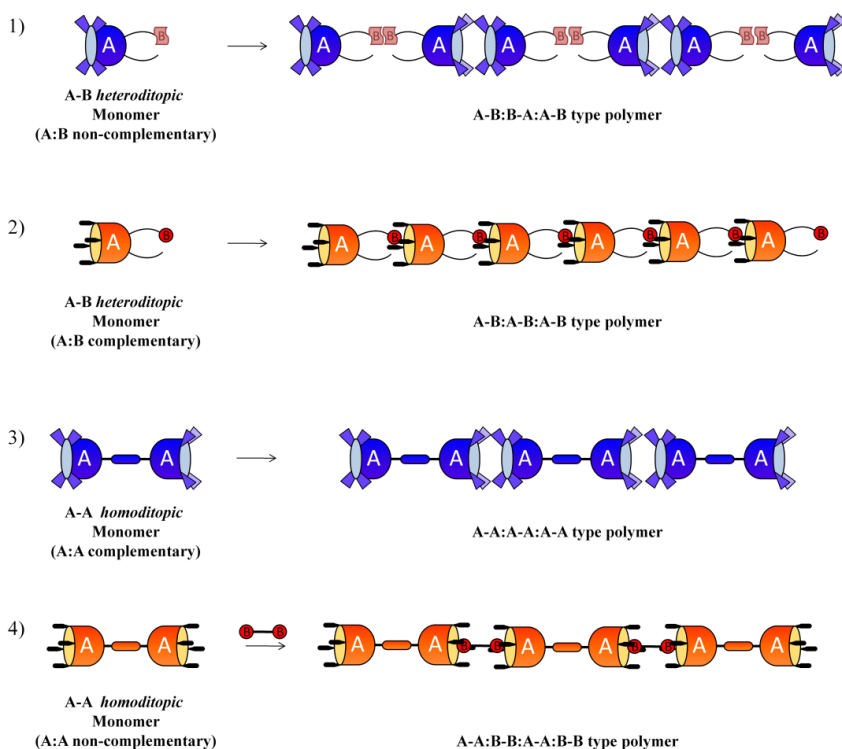 1)
A B
A B B A A B B A A B B A
A-B heteroditopic
Monomer
(A:B non-complementary)
A-B:B-A:A-B type polymer
2)
A B
A B A B A B A B A B A B
A-B heteroditopic
Monomer
(A:B complementary)
A-B:A-B:A-B type polymer
3)
A A
A A A A A A
A-A homoditopic
Monomer
(A:A complementary)
A-A:A-A:A-A type polymer
4)
A A
B B
A A B B A A B B A A
A-A homoditopic
Monomer
(A:A non-complementary)
A-A:B-B:A-A:B-B type polymer